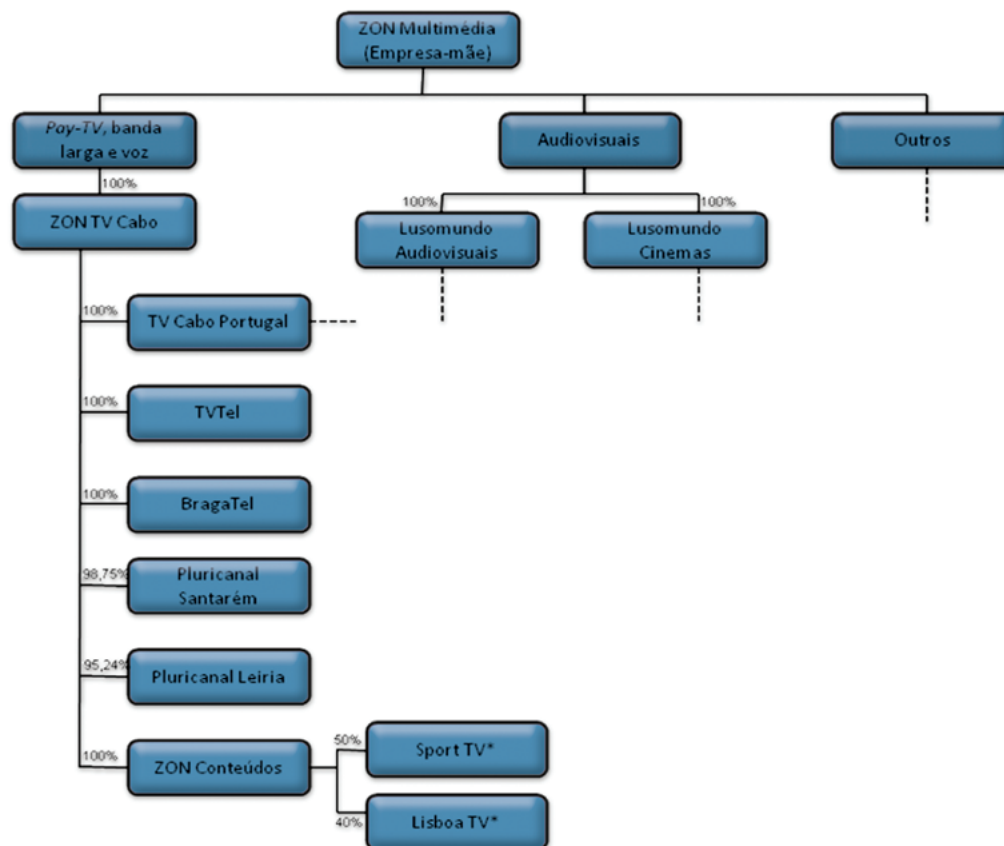 ZON Multimédia
(Empresa-mãe)
Pay-TV, banda
larga e voz
Audiovisuais
Outros
100%
ZON TV Cabo
100%
Lusomundo
Audiovisuais
100%
Lusomundo
Cinemas
100%
TV Cabo Portugal
100%
TVTel
100%
BragaTel
98,75%
Pluricanal
Santarém
95,24%
Pluricanal Leiria
100%
ZON Conteúdos
50%
Sport TV*
40%
Lisboa TV*